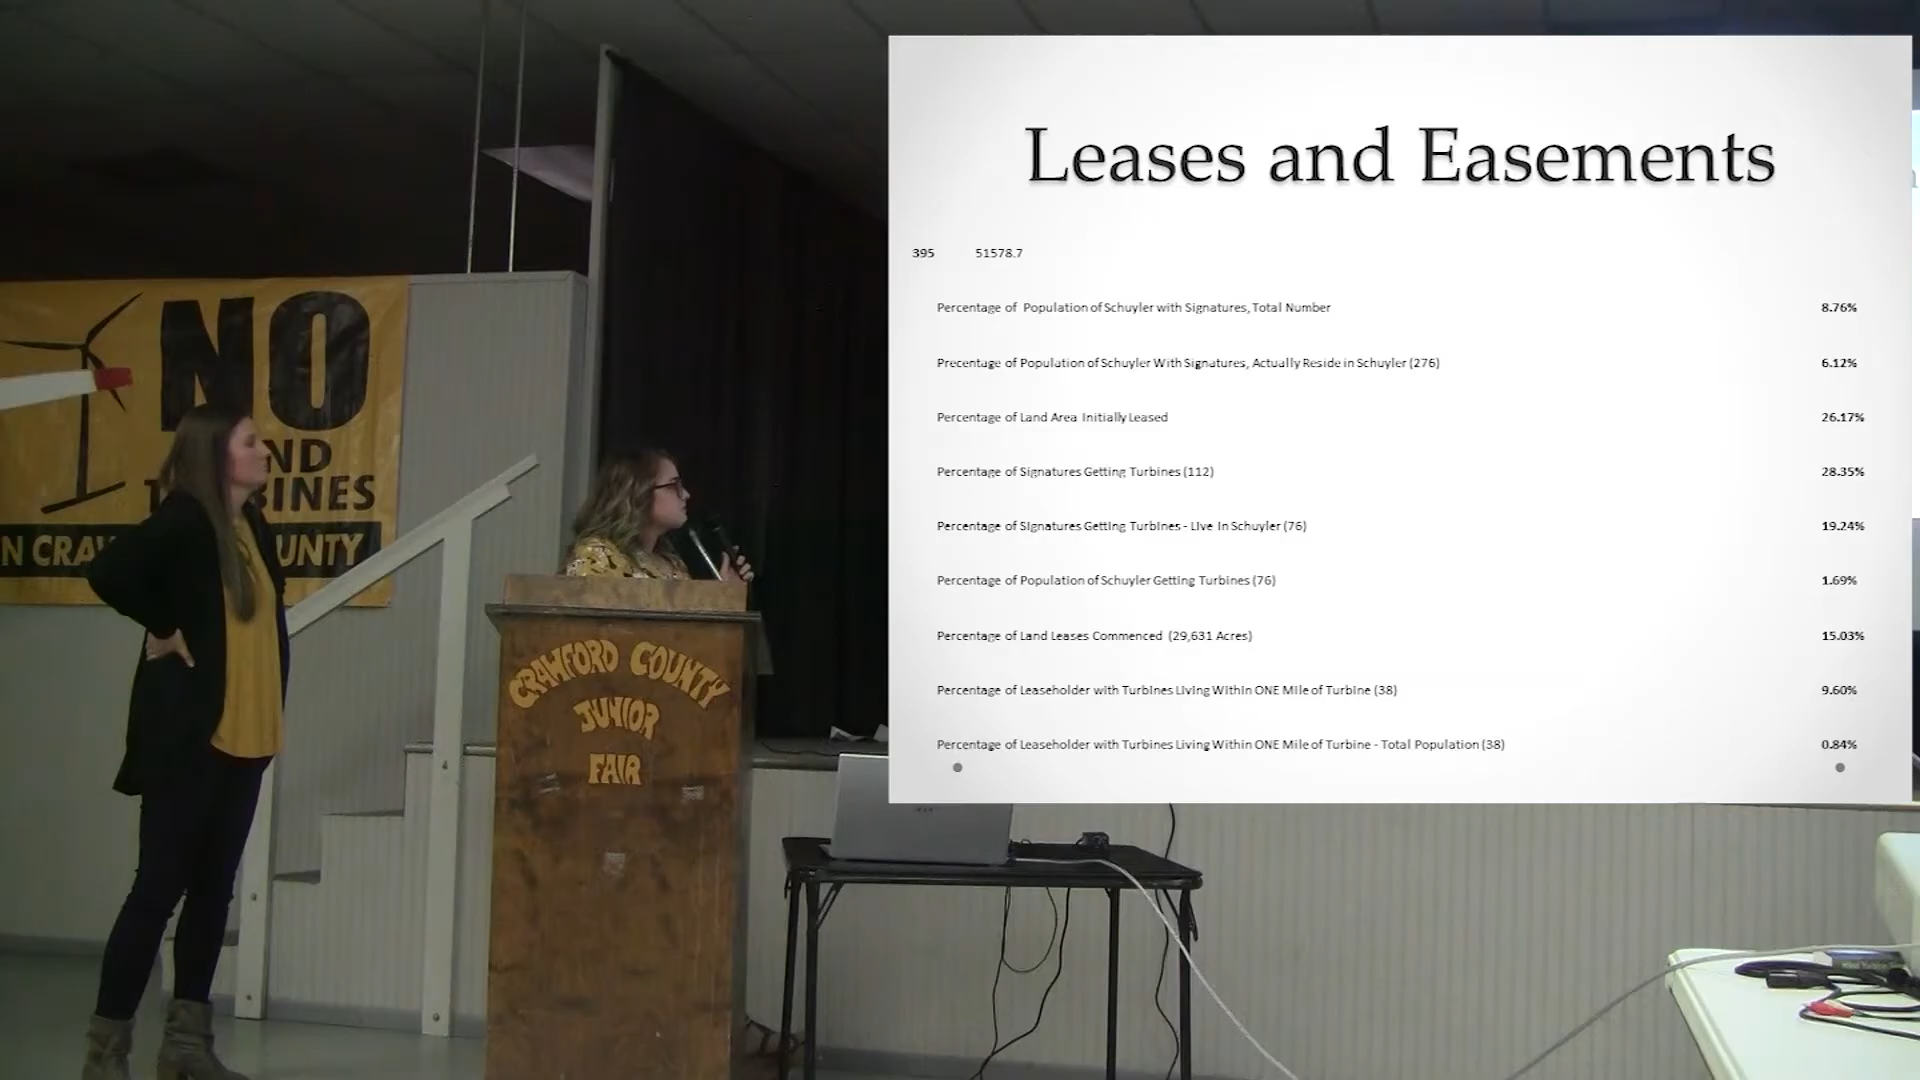 Leases and Easements
395 51578.7
Percentage of Population of Schuyler with Signatures, Total Number 8.76%
Precentage of Population of Schuyler With Signatures, Actually Reside in Schuyler (276) 6.12%
Percentage of Land Area Initially Leased 26.17%
Percentage of Signatures Getting Turbines (112) 28.35%
Percentage of Signatures Getting Turbines - Live In Schuyler (76) 19.24%
Percentage of Population of Schuyler Getting Turbines (76) 1.69%
Percentage of Land Leases Commenced (29,631 Acres) 15.03%
Percentage of Leaseholder with Turbines Living Within ONE Mile of Turbine (38) 9.60%
Percentage of Leaseholder with Turbines Living Within ONE Mile of Turbine - Total Population (38) 0.84%
NO
ND
BINES
N CRAW UNTY
CRAWFORD COUNTY
JUNIOR
FAIR